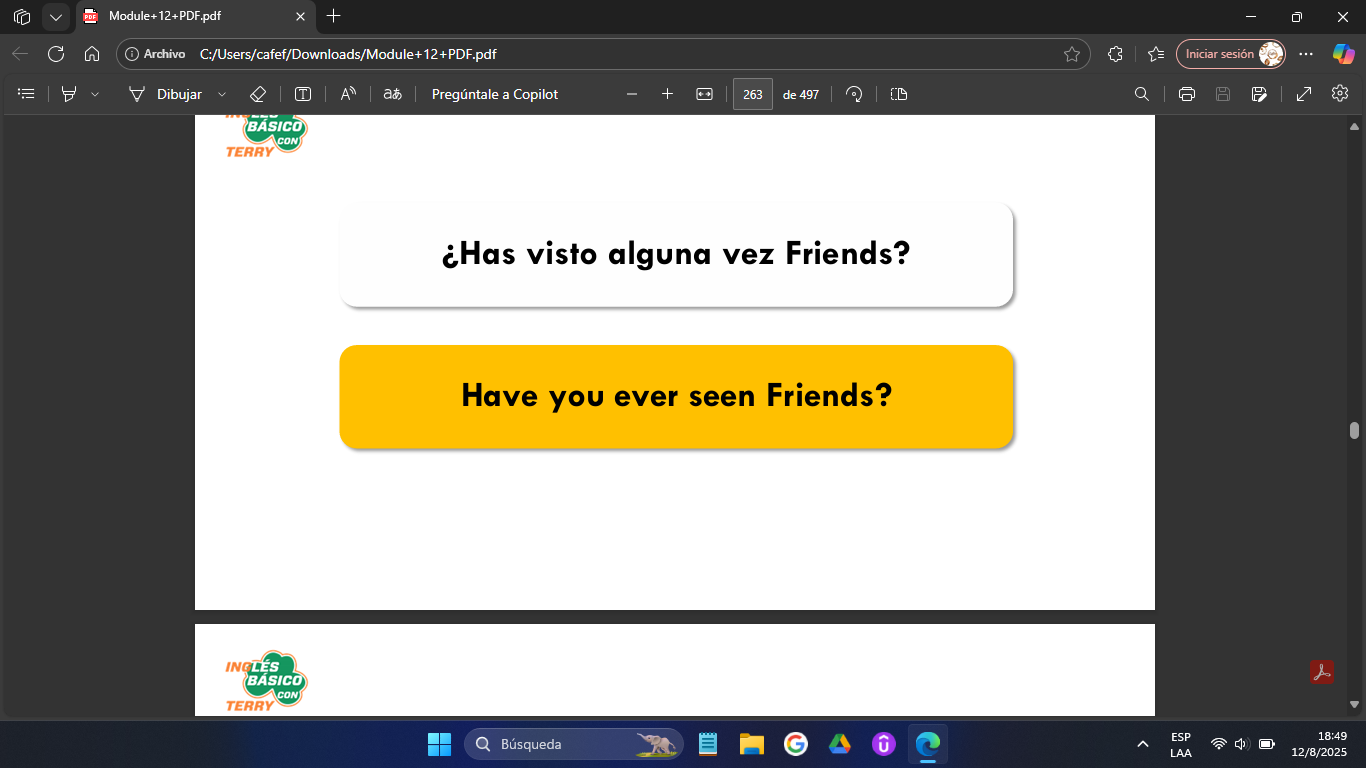 Module+12+PDF.pdf
Archivo C:/Users/cafef/Downloads/Module+12+PDF.pdf
Iniciar sesión
Dibujar
Pregúntale a Copilot
263 de 497
INGLÉS
BÁSICO
CON
TERRY
¿Has visto alguna vez Friends?
Have you ever seen Friends?
INGLÉS
BÁSICO
CON
TERRY
Búsqueda
ESP
LAA
18:49
12/8/2025